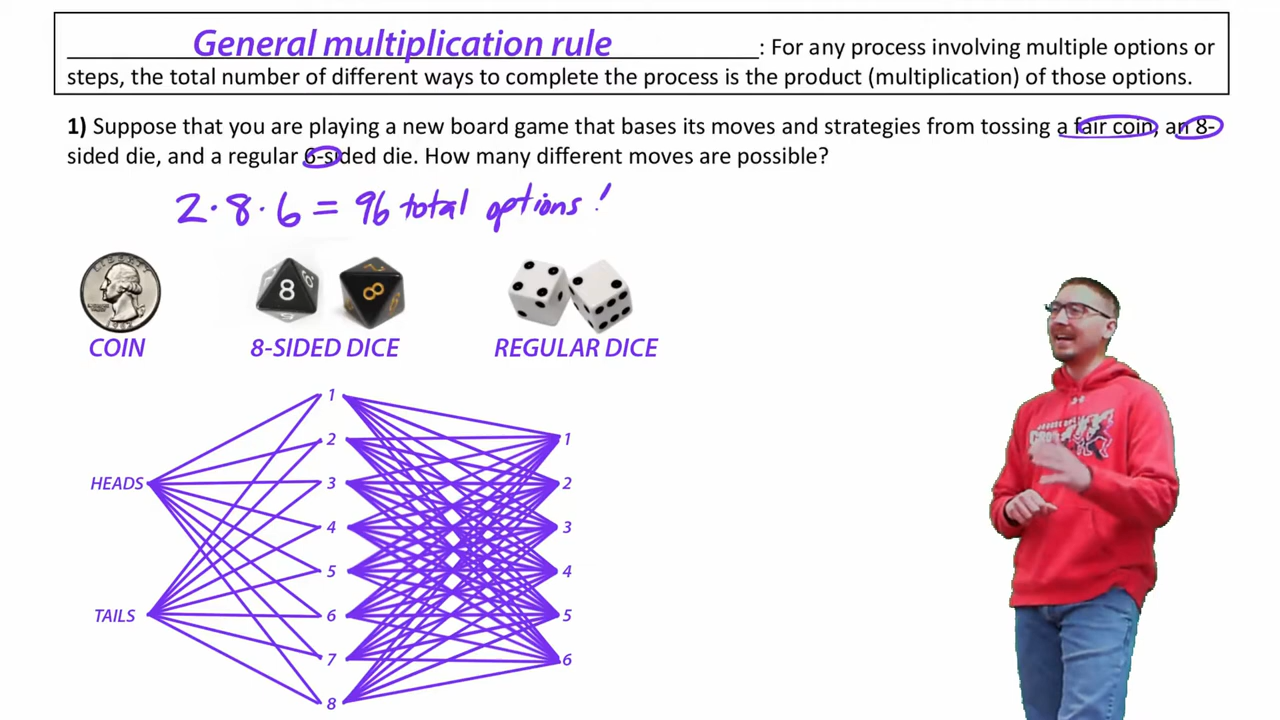 General multiplication rule : For any process involving multiple options or
steps, the total number of different ways to complete the process is the product (multiplication) of those options.
1) Suppose that you are playing a new board game that bases its moves and strategies from tossing a fair coin, an 8-
sided die, and a regular 6-sided die. How many different moves are possible?
2·8·6 = 96 total options!
LIBERTY
8
8
COIN
8-SIDED DICE
REGULAR DICE
1
2
3
4
5
6
7
8
HEADS
TAILS
1
2
3
4
5
6